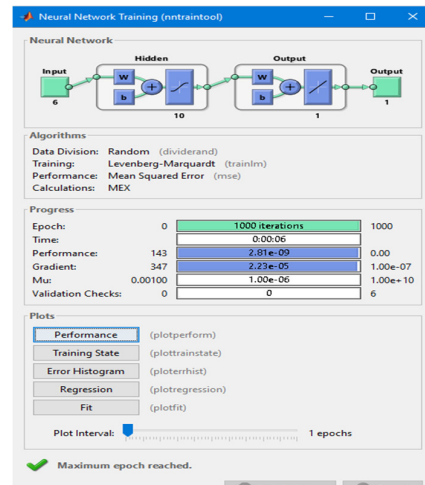 Neural Network Training (nntraintool)
Neural Network
Hidden Output
Input Output
W W
b b
6 10 1 1
Algorithms
Data Division: Random (dividerand)
Training: Levenberg-Marquardt (trainlm)
Performance: Mean Squared Error (mse)
Calculations: MEX
Progress
Epoch: 0 1000 iterations 1000
Time: 0:00:06
Performance: 143 2.81e-09 0.00
Gradient: 347 2.23e-05 1.00e-07
Mu: 0.00100 1.00e-06 1.00e+10
Validation Checks: 0 0 6
Plots
Performance (plotperform)
Training State (plottrainstate)
Error Histogram (ploterrhist)
Regression (plotregression)
Fit (plotfit)
Plot Interval: 1 epochs
Maximum epoch reached.